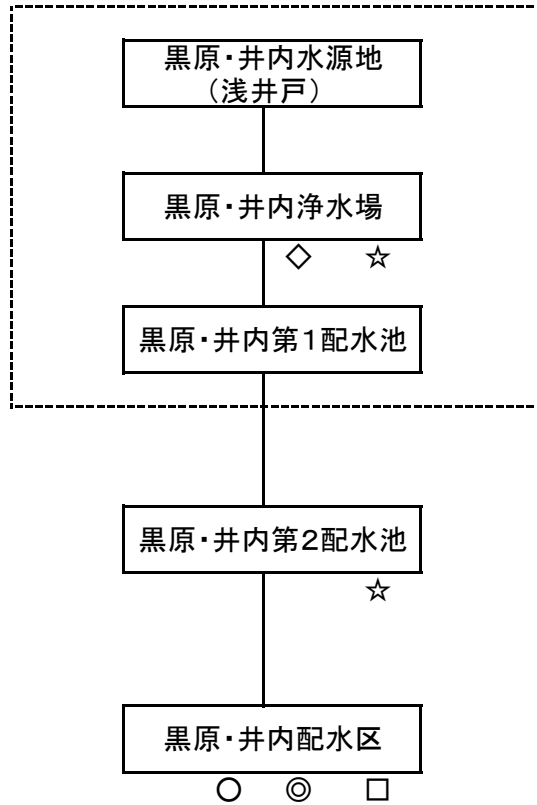 黒原・井内水源地
(浅井戸)
黒原・井内浄水場
◇ ☆
黒原・井内第1配水池
黒原・井内第2配水池
☆
黒原・井内配水区
○ ◎ □